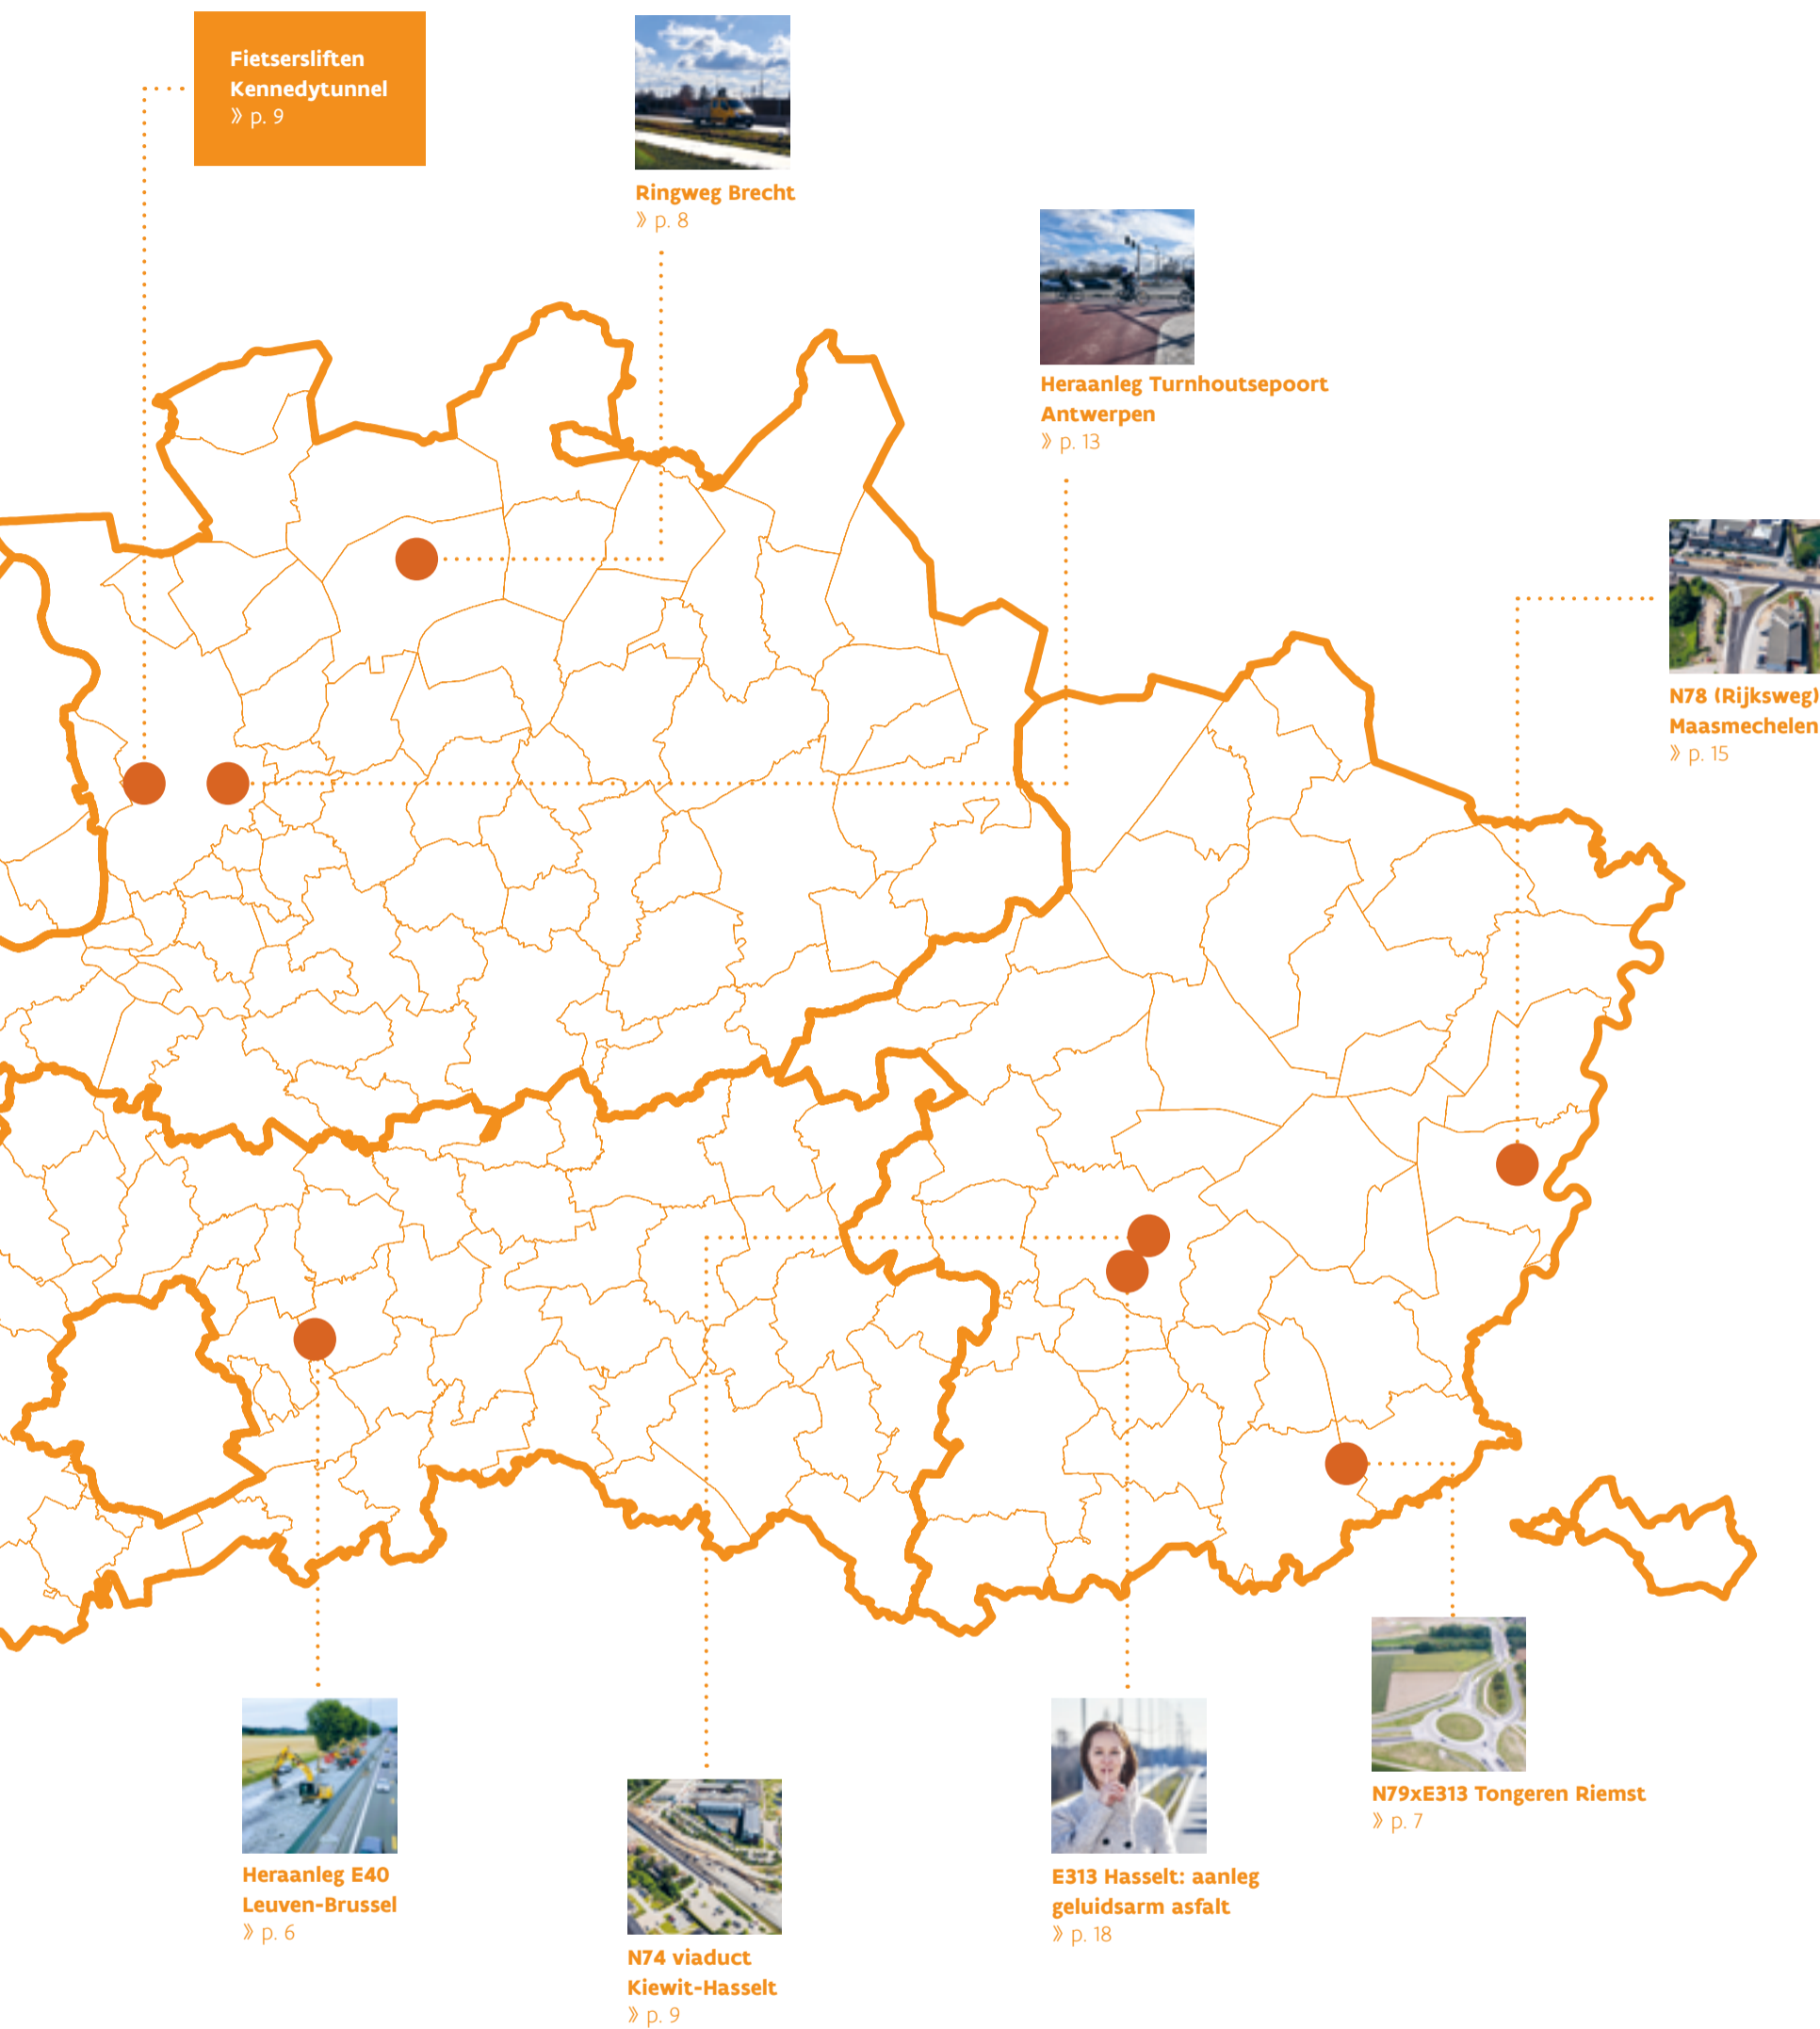 Fietsersliften
Kennedytunnel
» p. 9
Ringweg Brecht
» p. 8
Heraanleg Turnhoutsepoort
Antwerpen
» p. 13
N78 (Rijksweg)
Maasmechelen
» p. 15
Heraanleg E40
Leuven-Brussel
» p. 6
N74 viaduct
Kiewit-Hasselt
» p. 9
E313 Hasselt: aanleg
geluidsarm asfalt
» p. 18
N79xE313 Tongeren Riemst
» p. 7